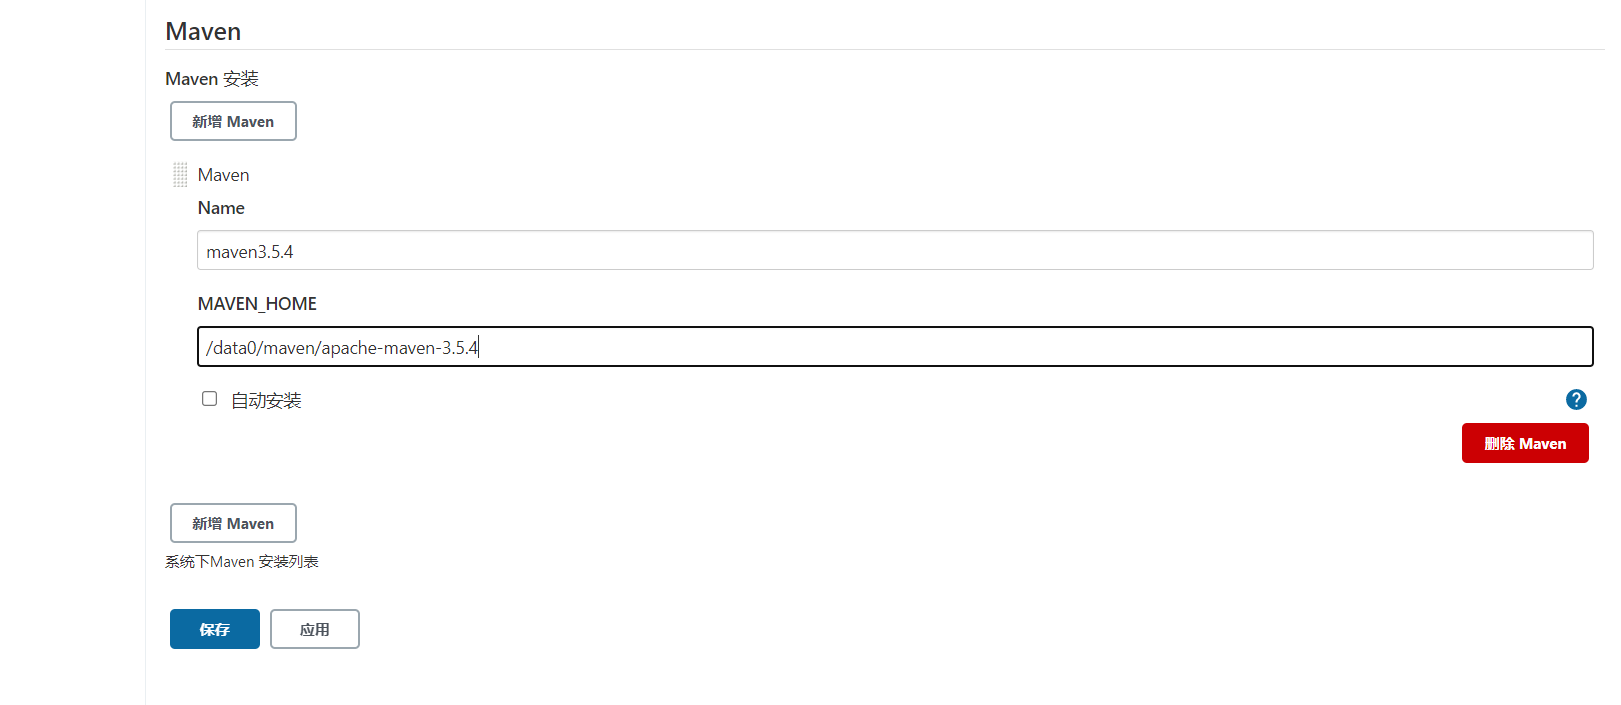 Maven
Maven 安装
新增 Maven
Maven
Name
maven3.5.4
MAVEN_HOME
/data0/maven/apache-maven-3.5.4
自动安装
?
删除 Maven
新增 Maven
系统下Maven 安装列表
保存 应用